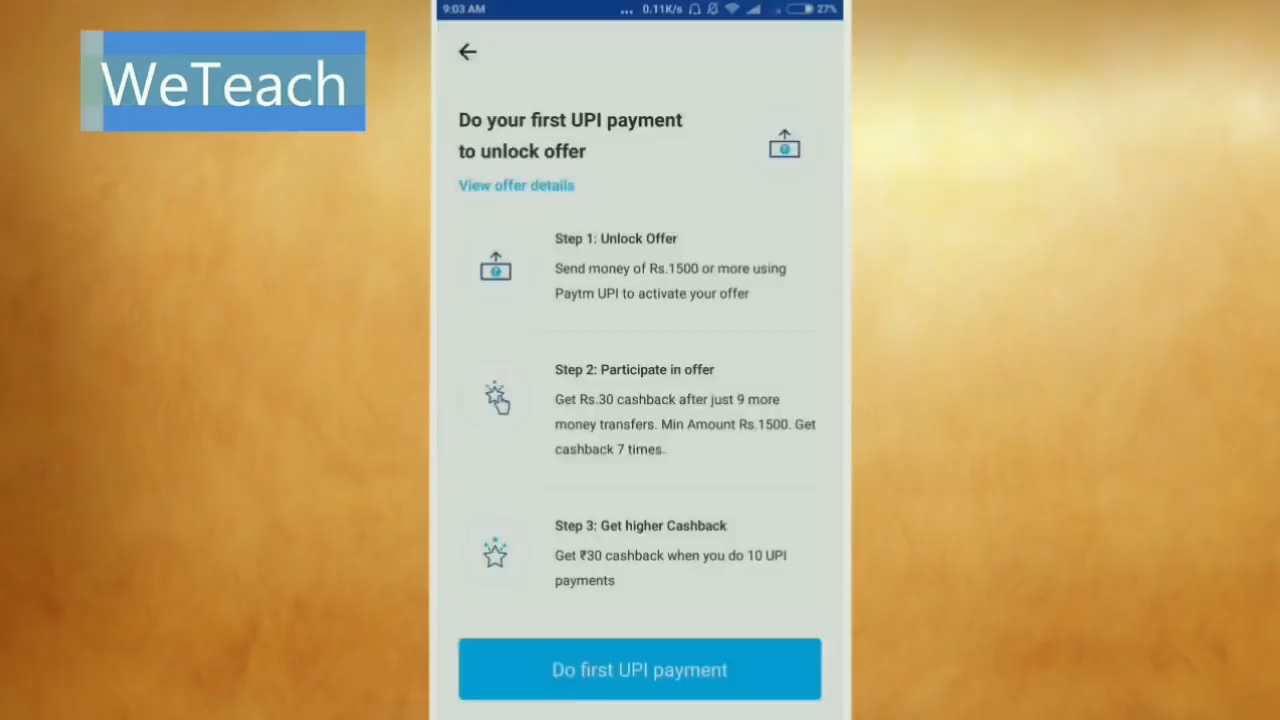 9:03 AM
... 0.11K/s
27%
WeTeach
Do your first UPI payment
to unlock offer
View offer details
Step 1: Unlock Offer
Send money of Rs.1500 or more using
Paytm UPI to activate your offer
Step 2: Participate in offer
Get Rs.30 cashback after just 9 more
money transfers. Min Amount Rs.1500. Get
cashback 7 times.
Step 3: Get higher Cashback
Get ₹30 cashback when you do 10 UPI
payments
Do first UPI payment